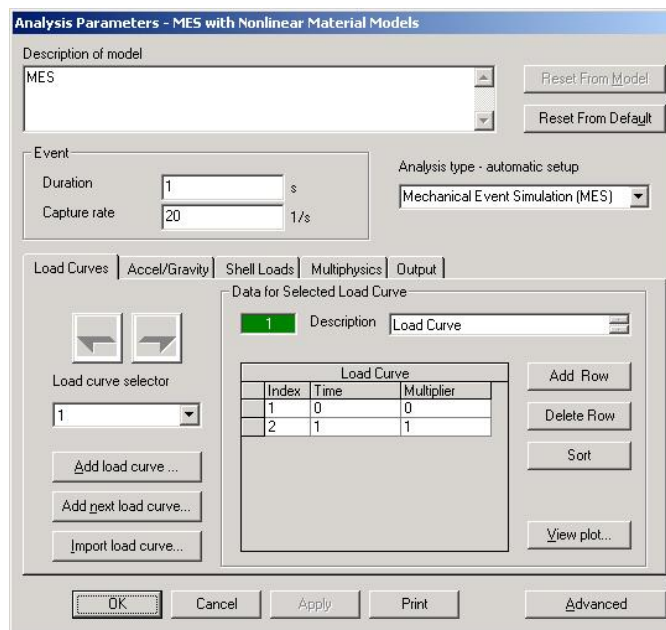 Analysis Parameters - MES with Nonlinear Material Models
Description of model
MES
Reset From Model
Reset From Default
Event
Duration 1 s
Capture rate 20 1/s
Analysis type - automatic setup
Mechanical Event Simulation (MES)
Load Curves Accel/Gravity Shell Loads Multiphysics Output
Data for Selected Load Curve
1 Description Load Curve
Load curve selector
1
Add load curve ...
Add next load curve...
Import load curve...
Load Curve
Index Time Multiplier
1 0 0
2 1 1
Add Row
Delete Row
Sort
View plot...
OK Cancel Apply Print Advanced